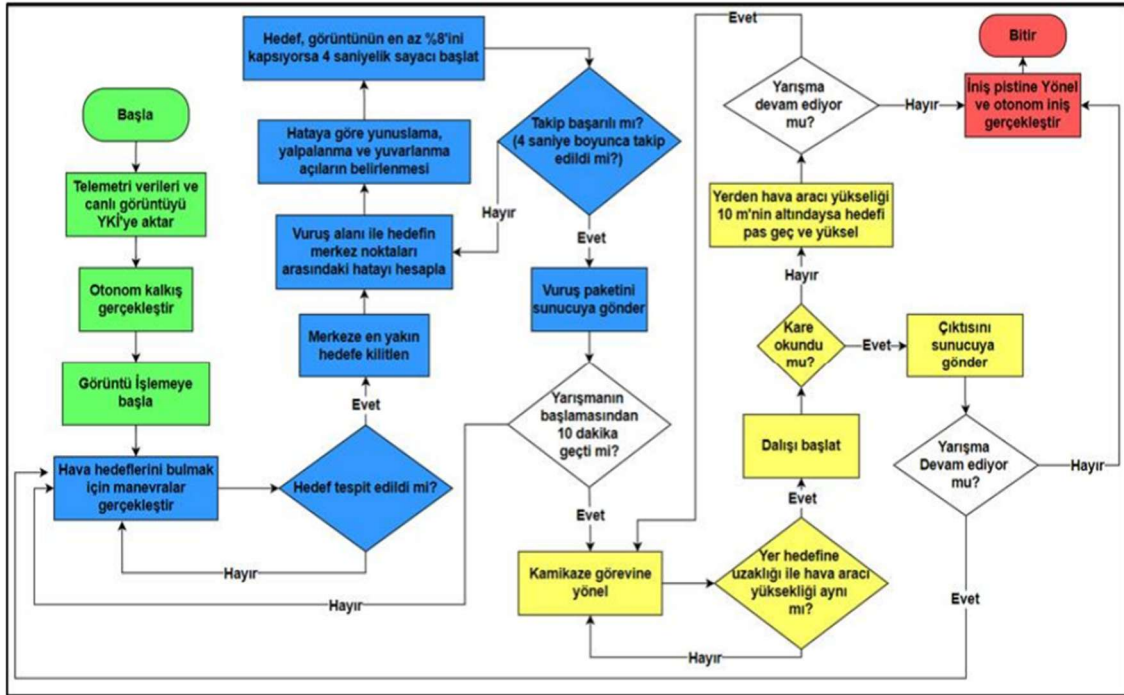 Başla
Telemetri verileri ve
canlı görüntüyü
YKİ'ye aktar
Otonom kalkış
gerçekleştir
Görüntü İşlemeye
başla
Hava hedeflerini bulmak
için manevralar
gerçekleştir
Hedef tespit edildi mi?
Hayır
Evet
Merkeze en yakın
hedefe kilitlen
Vuruş alanı ile hedefin
merkez noktaları
arasındaki hatayı hesapla
Hataya göre yunuslama,
yalpalanma ve yuvarlanma
açıların belirlenmesi
Hedef, görüntünün en az %8'ini
kapsıyorsa 4 saniyelik sayacı başlat
Takip başarılı mı?
(4 saniye boyunca takip
edildi mi?)
Hayır
Evet
Vuruş paketini
sunucuya gönder
Yarışmanın
başlamasından
10 dakika
geçti mi?
Hayır
Evet
Kamikaze görevine
yönel
Yer hedefine
uzaklığı ile hava aracı
yüksekliği aynı
mı?
Hayır
Evet
Dalışı başlat
Kare
okundu
mu?
Evet
Çıktısını
sunucuya
gönder
Hayır
Yerden hava aracı yükseliği
10 m'nin altındaysa hedefi
pas geç ve yüksel
Yarışma
devam ediyor
mu?
Evet
Hayır
Yarışma
Devam ediyor
mu?
Hayır
Evet
İniş pistine Yönel
ve otonom iniş
gerçekleştir
Bitir